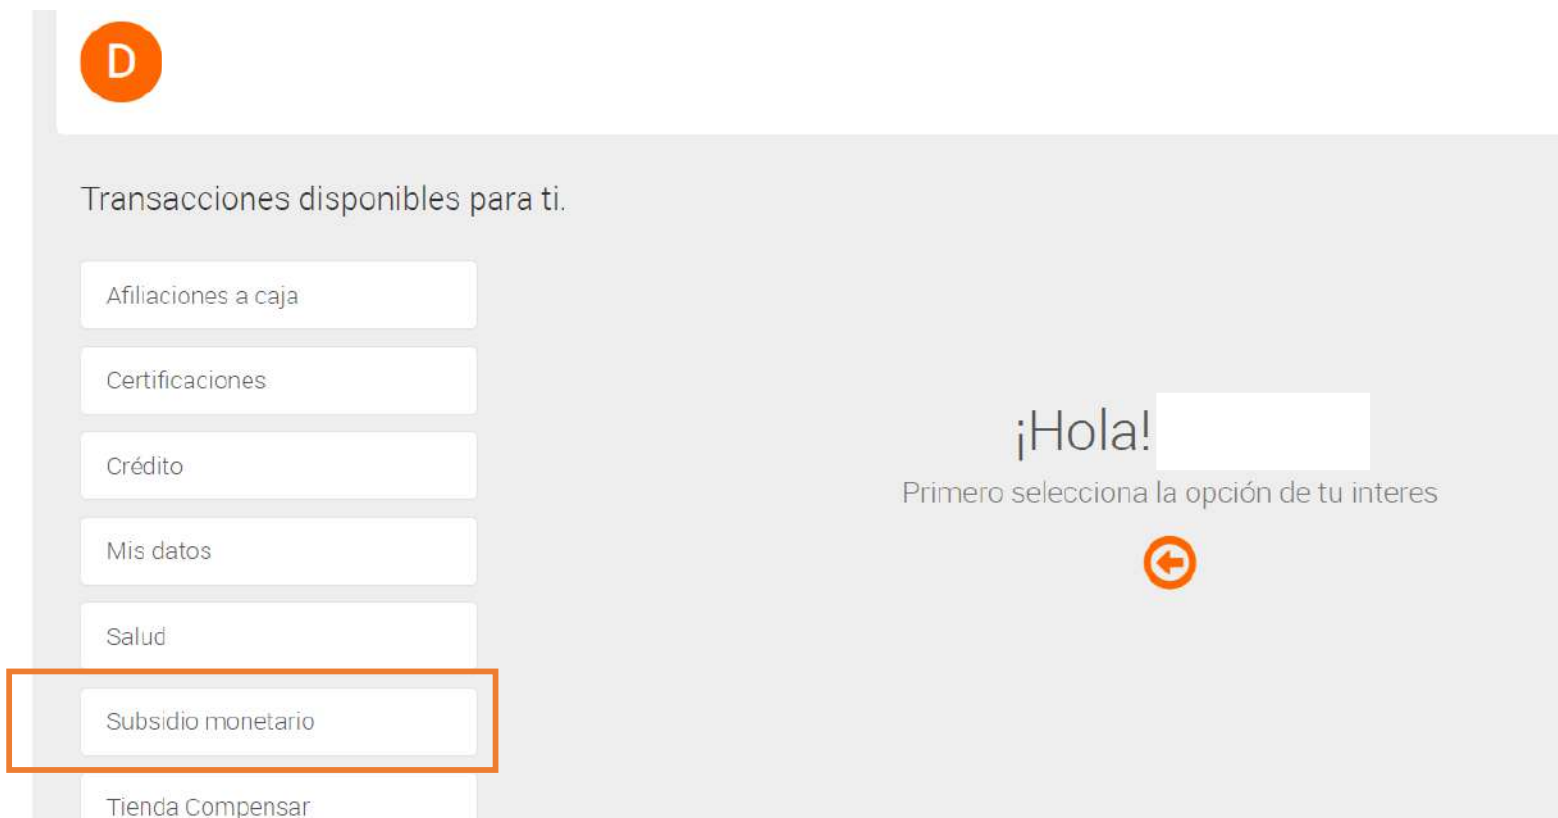 D
Transacciones disponibles para ti.
Afiliaciones a caja
Certificaciones
Crédito
Mis datos
Salud
Subsidio monetario
Tienda Compensar
¡Hola!
Primero selecciona la opción de tu interes